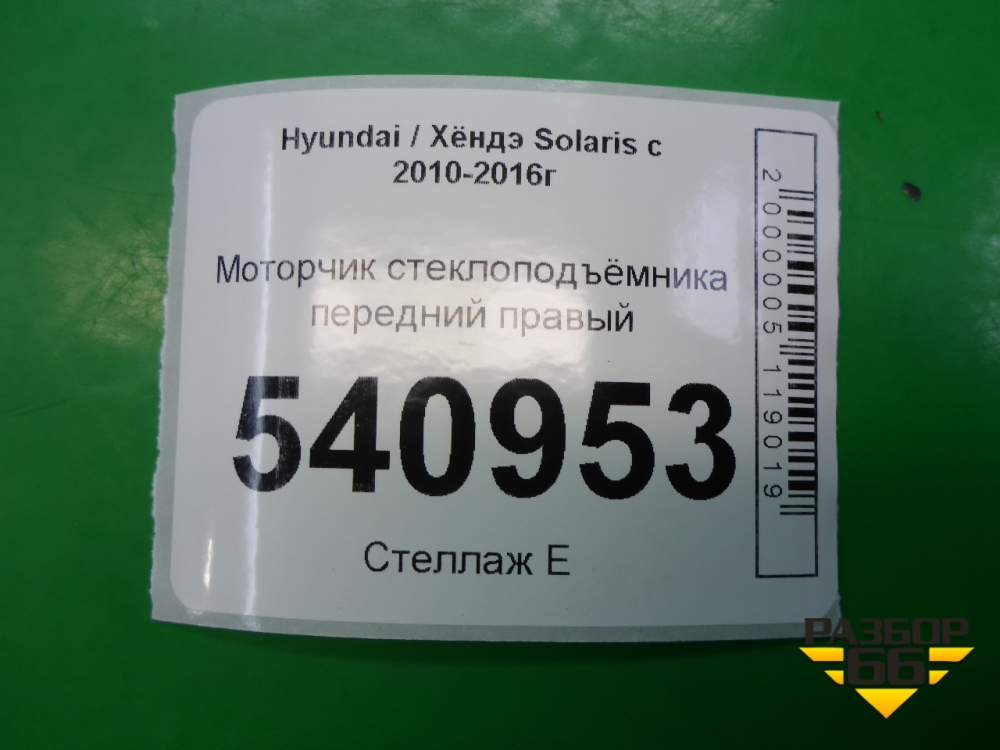 Hyundai / Хёндэ Solaris с
2010-2016г
Моторчик стеклоподъёмника
передний правый
540953
Стеллаж Е
2000005119019
РАЗБОР
66